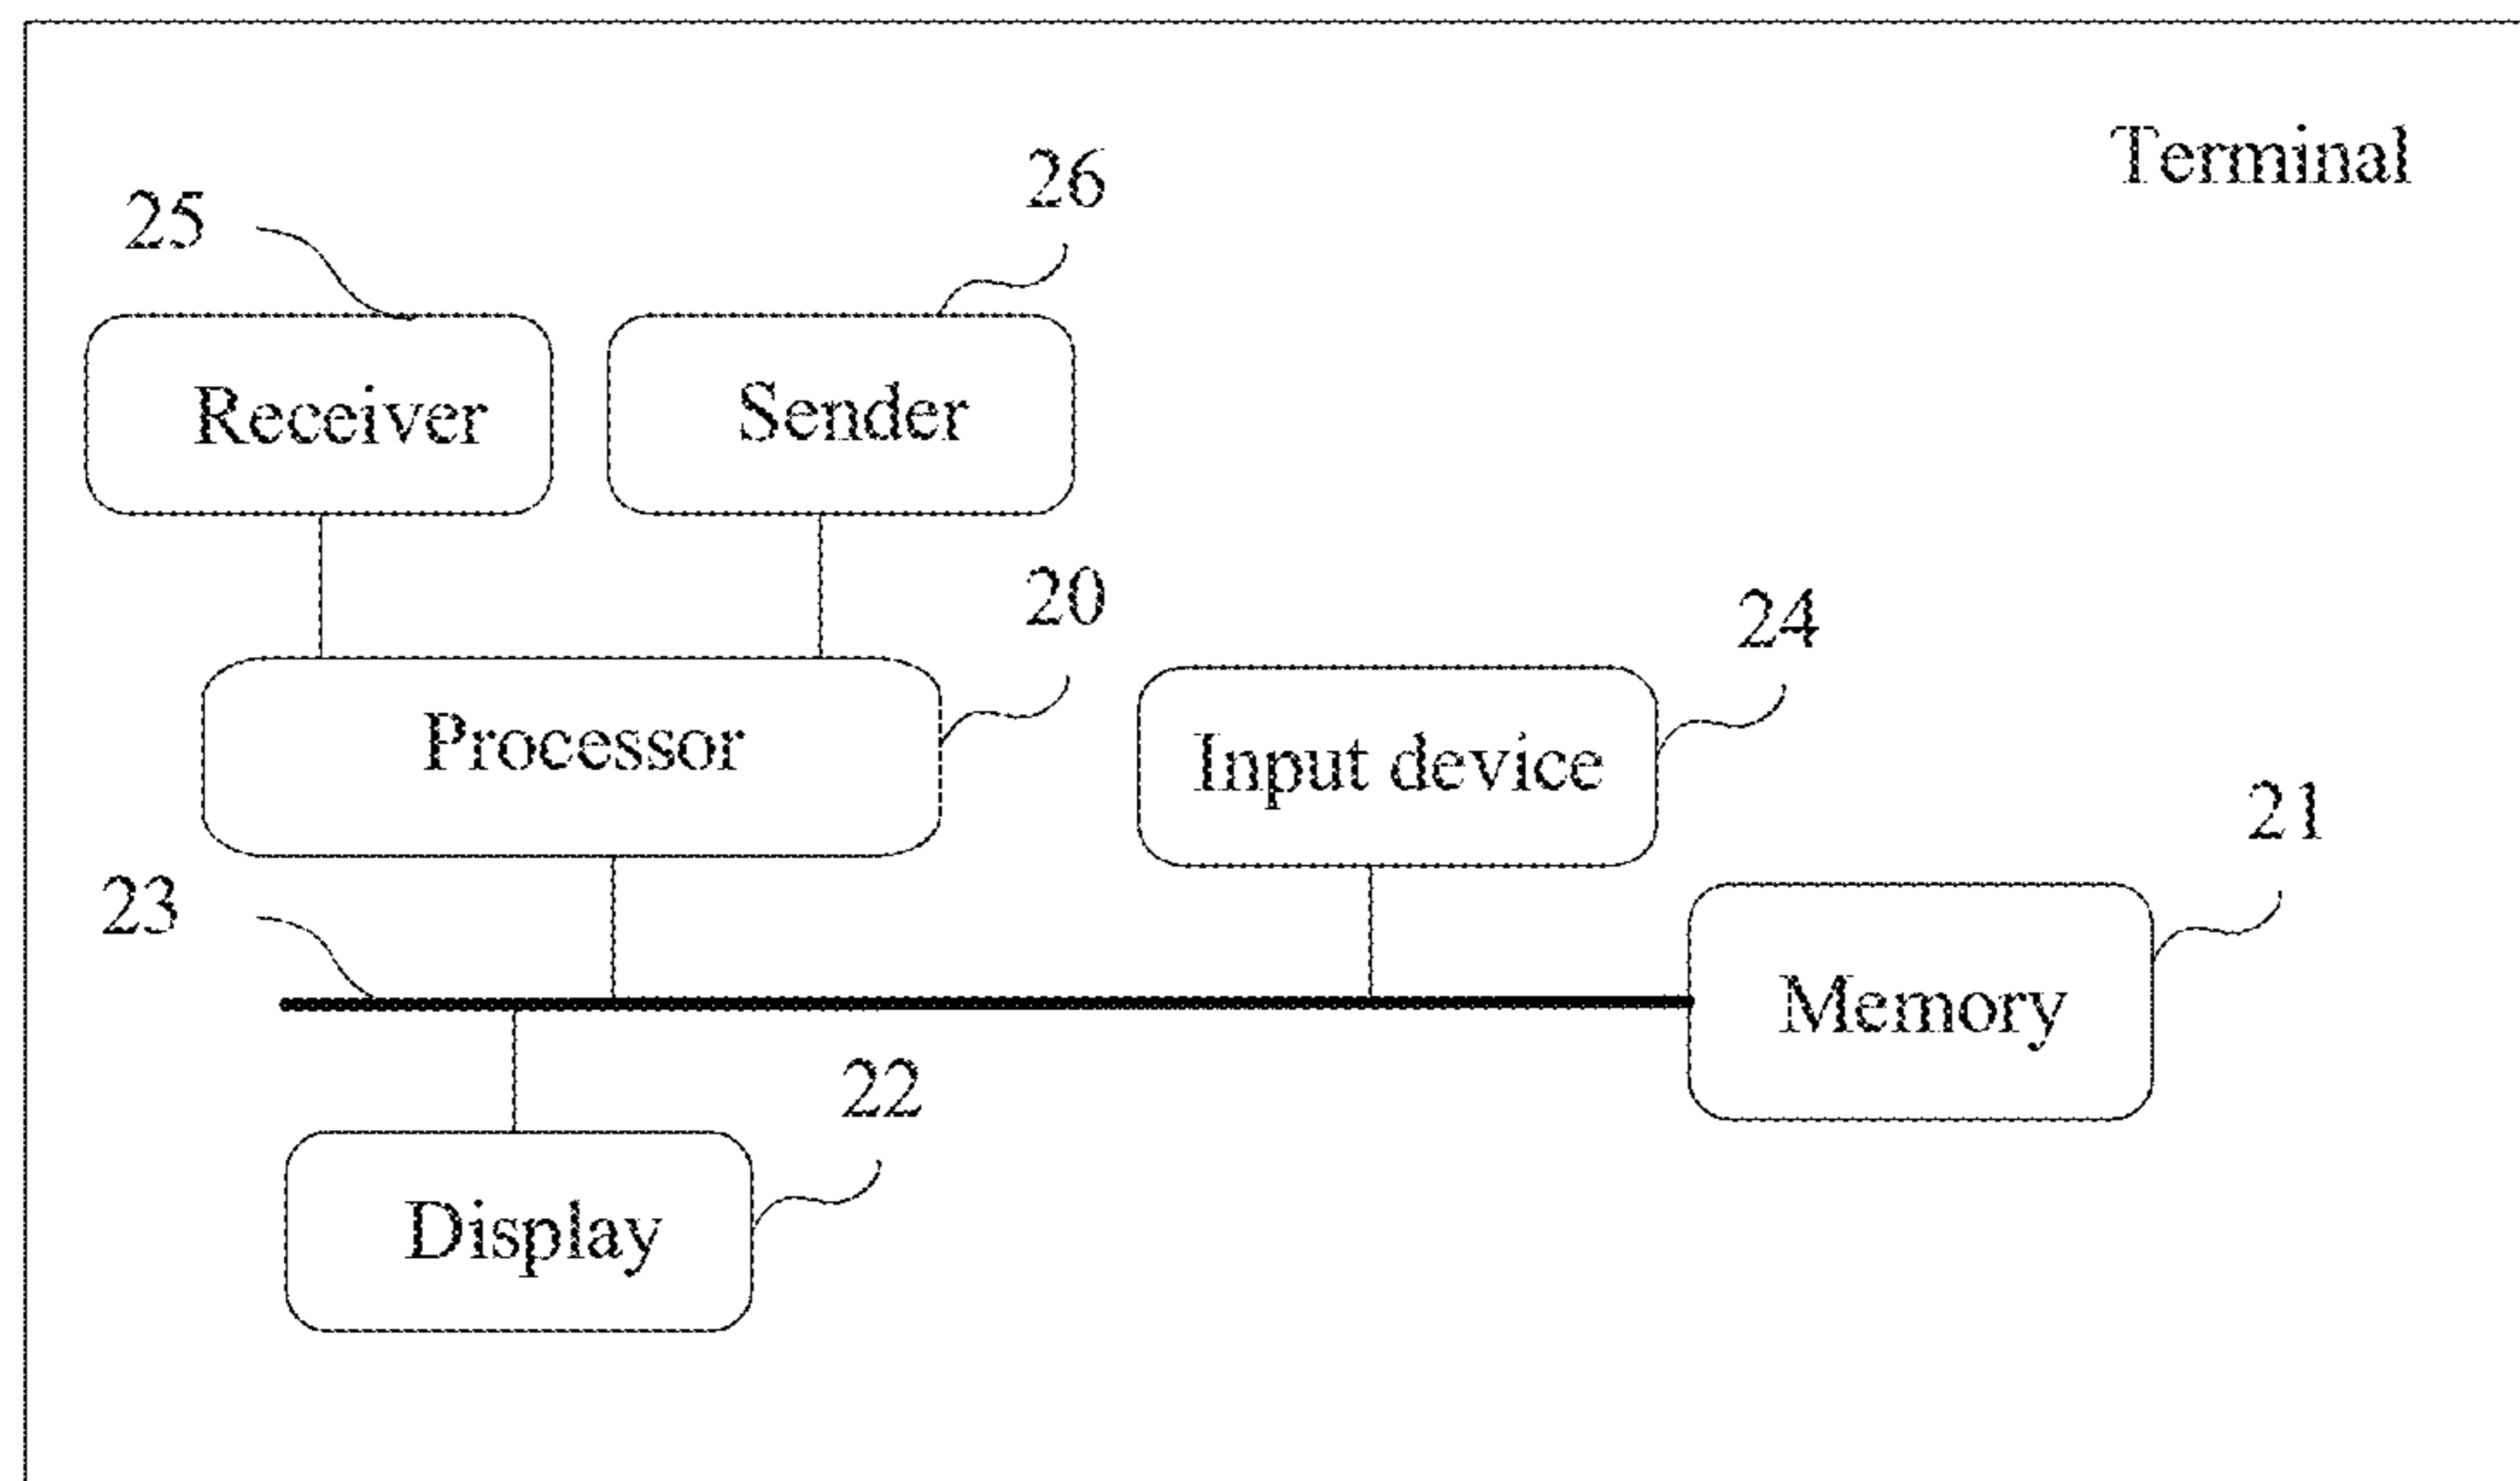 Terminal
26
25
Receiver
Sender
20
24
Processor
Input device
21
23
Memory
22
Display